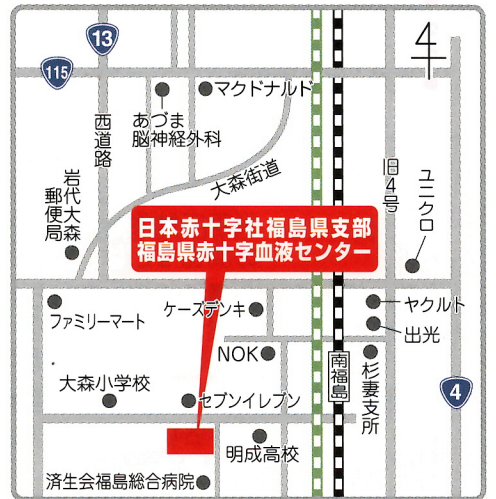 13
115
マクドナルド
あづま
脳神経外科
西道路
大森街道
岩代大森
郵便局
旧4号
ユニクロ
日本赤十字社福島県支部
福島県赤十字血液センター
ファミリーマート
ケーズデンキ
ヤクルト
出光
NOK
南福島
杉妻支所
大森小学校
セブンイレブン
4
明成高校
済生会福島総合病院